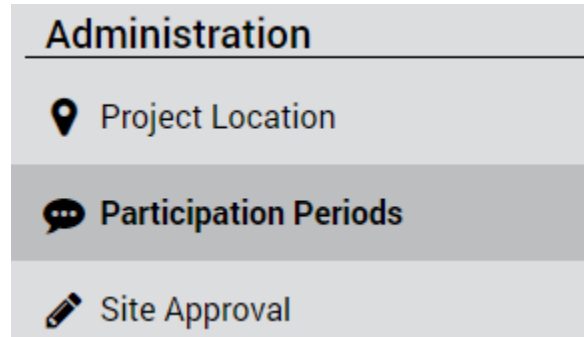 Administration
Project Location
Participation Periods
Site Approval